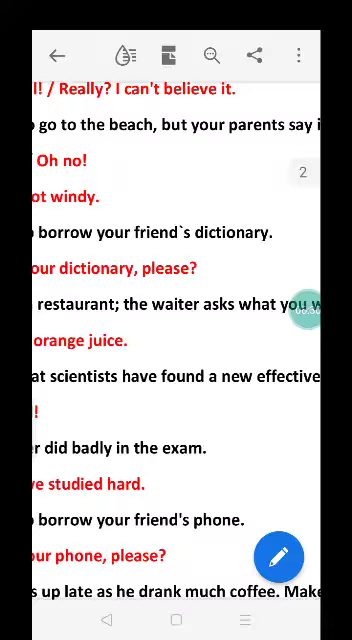 l! / Really? I can't believe it.
o go to the beach, but your parents say i
Oh no!
2
ot windy.
o borrow your friend`s dictionary.
our dictionary, please?
restaurant; the waiter asks what you w
orange juice.
at scientists have found a new effective
!
er did badly in the exam.
ve studied hard.
o borrow your friend's phone.
our phone, please?
s up late as he drank much coffee. Make